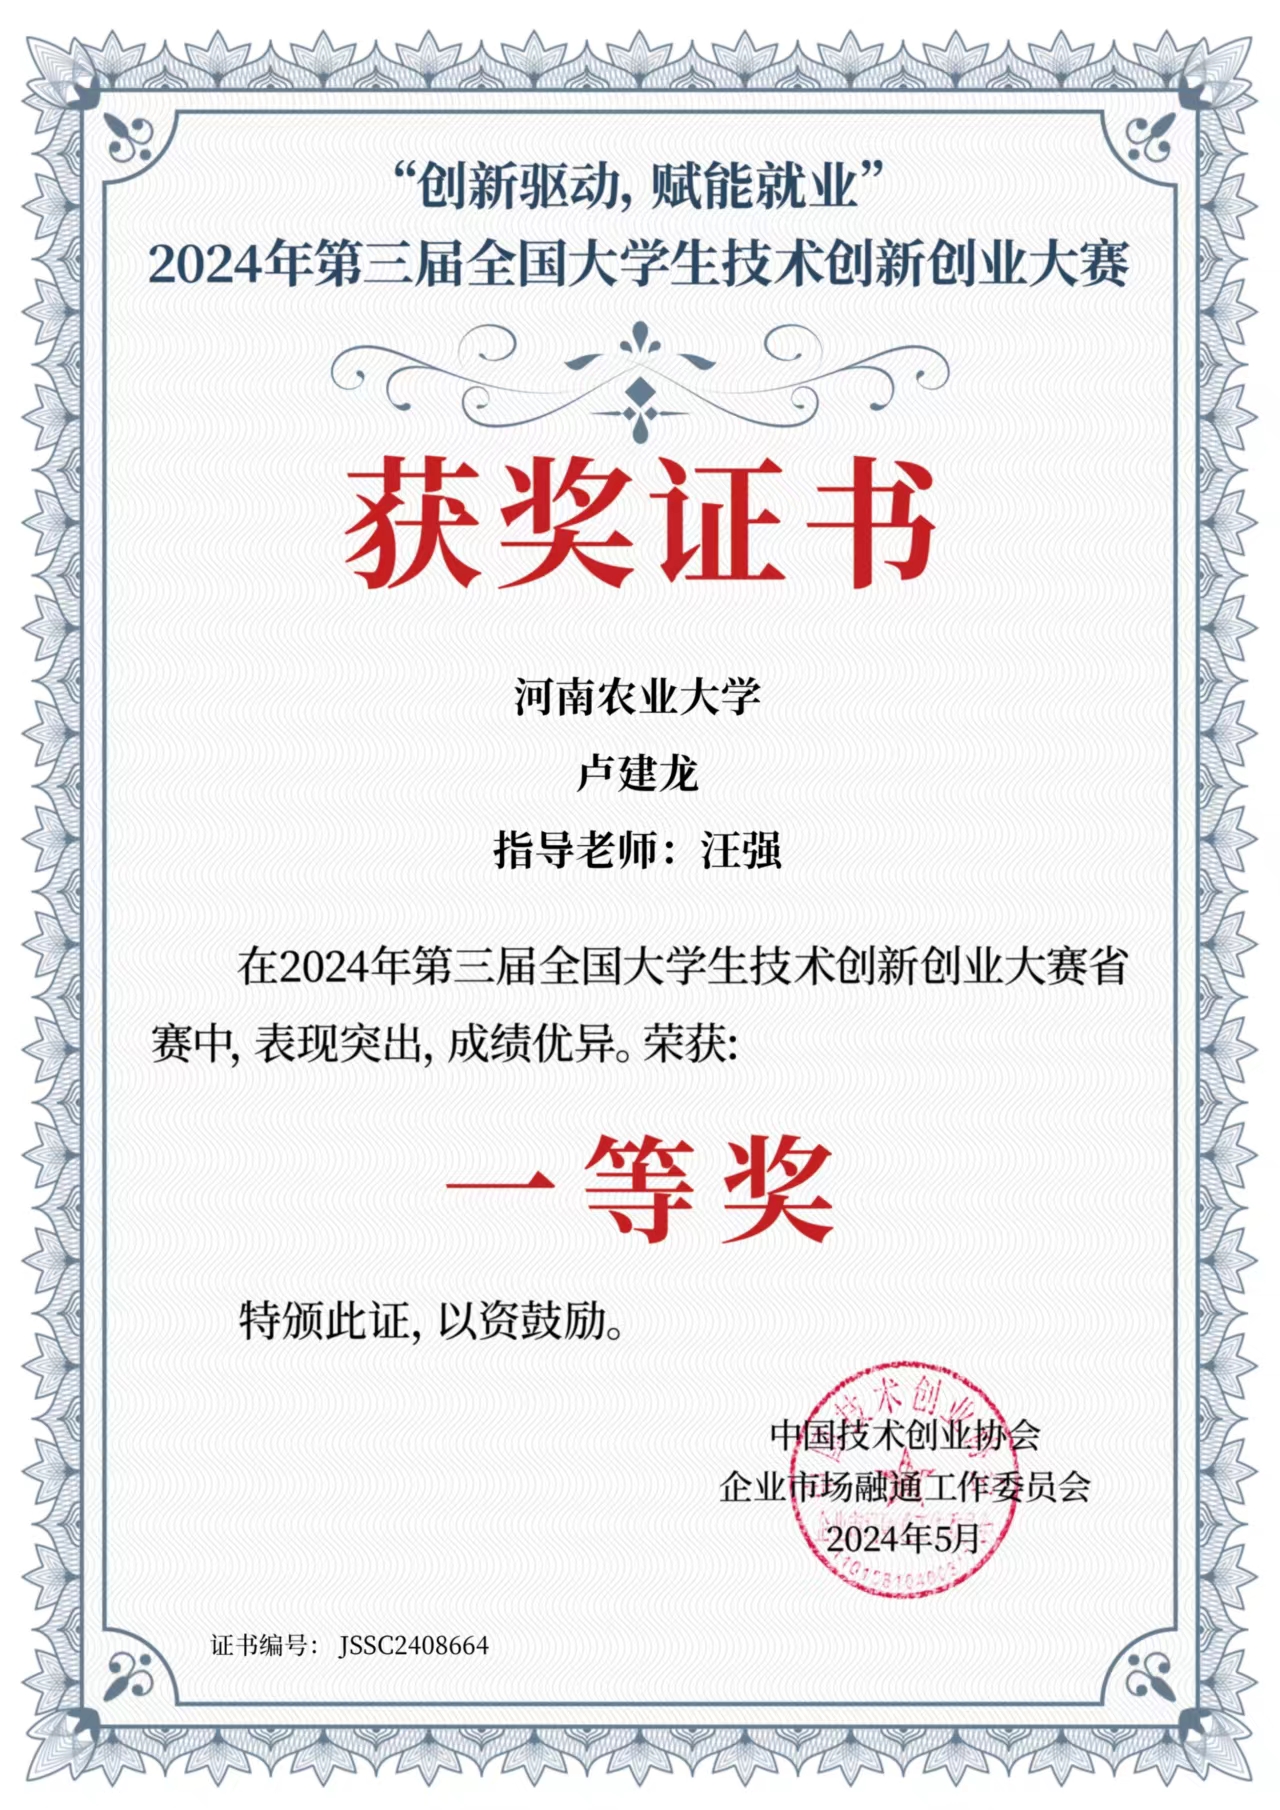 “创新驱动，赋能就业”
2024年第三届全国大学生技术创新创业大赛
获奖证书
河南农业大学
卢建龙
指导老师：汪强
在2024年第三届全国大学生技术创新创业大赛省
赛中，表现突出，成绩优异。荣获：
一等奖
特颁此证，以资鼓励。
中国技术创业协会
企业市场融通工作委员会
2024年5月
证书编号： JSSC2408664